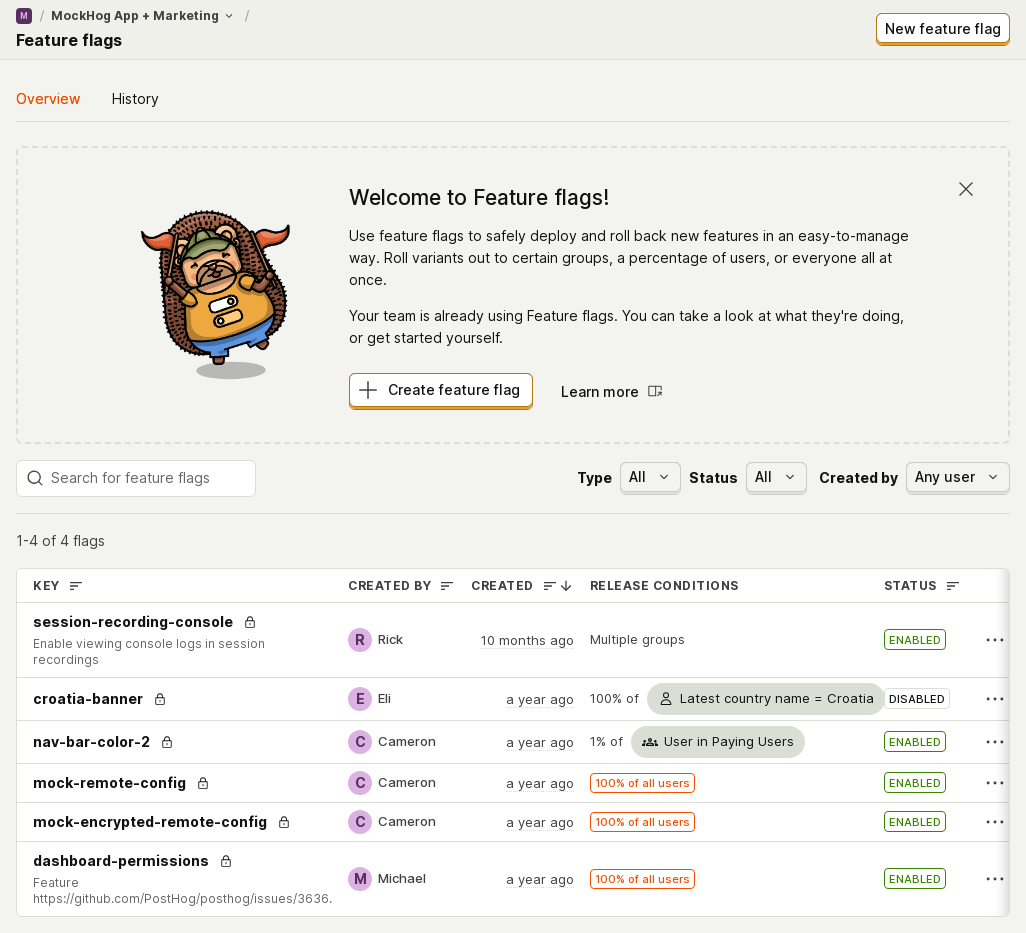 M / MockHog App + Marketing /
Feature flags
New feature flag
Overview History
Welcome to Feature flags!
Use feature flags to safely deploy and roll back new features in an easy-to-manage
way. Roll variants out to certain groups, a percentage of users, or everyone all at
once.
Your team is already using Feature flags. You can take a look at what they're doing,
or get started yourself.
Create feature flag Learn more
Search for feature flags Type All Status All Created by Any user
1-4 of 4 flags
KEY CREATED BY CREATED RELEASE CONDITIONS STATUS
session-recording-console
Enable viewing console logs in session
recordings
R Rick 10 months ago Multiple groups ENABLED
croatia-banner E Eli a year ago 100% of Latest country name = Croatia DISABLED
nav-bar-color-2 C Cameron a year ago 1% of User in Paying Users ENABLED
mock-remote-config C Cameron a year ago 100% of all users ENABLED
mock-encrypted-remote-config C Cameron a year ago 100% of all users ENABLED
dashboard-permissions
Feature
https://github.com/PostHog/posthog/issues/3636.
M Michael a year ago 100% of all users ENABLED